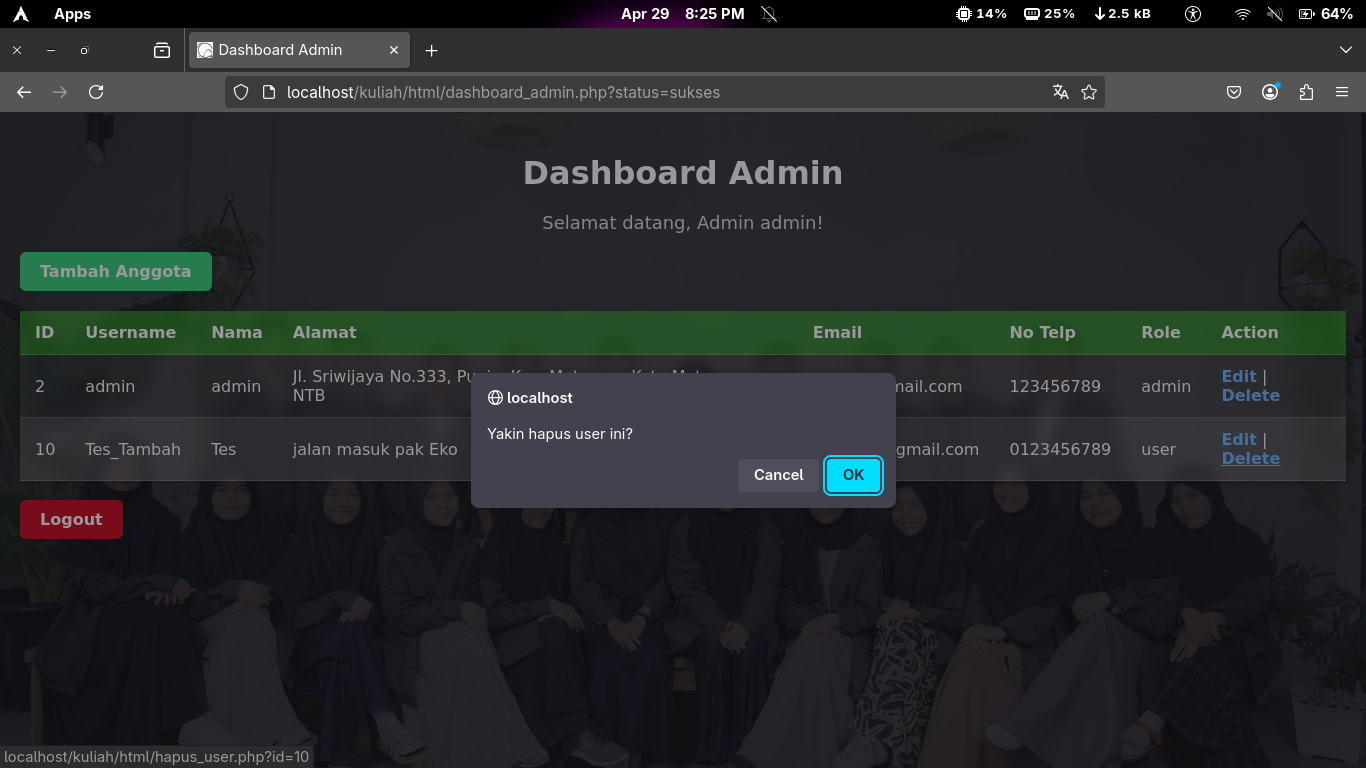 Apps
Apr 29 8:25 PM
14% 25% 2.5 kB 64%
Dashboard Admin
localhost/kuliah/html/dashboard_admin.php?status=sukses
Dashboard Admin
Selamat datang, Admin admin!
Tambah Anggota
ID Username Nama Alamat Email No Telp Role Action
2 admin admin Jl. Sriwijaya No.333, mail.com 123456789 admin Edit |
NTB Delete
10 Tes_Tambah Tes jalan masuk pak Eko gmail.com 0123456789 user Edit |
Delete
localhost
Yakin hapus user ini?
Cancel OK
Logout
localhost/kuliah/html/hapus_user.php?id=10